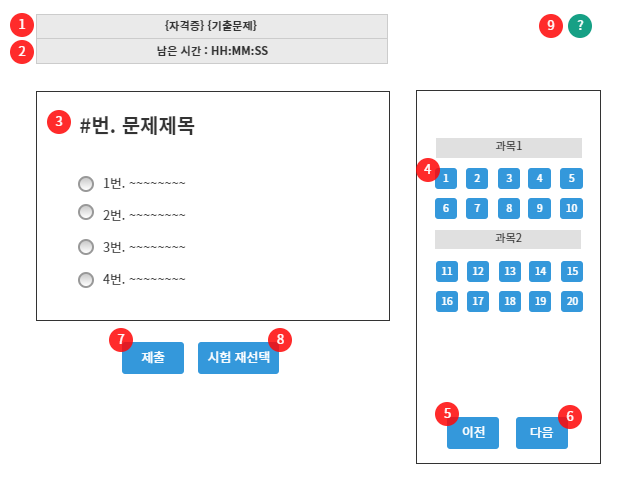 1 {자격증} {기출문제}
2 남은 시간 : HH:MM:SS
9 ?
3 #번. 문제제목
1번. ~~~~~~~~
2번. ~~~~~~~~
3번. ~~~~~~~~
4번. ~~~~~~~~
7 제출
8 시험 재선택
과목1
4
1 2 3 4 5
6 7 8 9 10
과목2
11 12 13 14 15
16 17 18 19 20
5 이전
6 다음